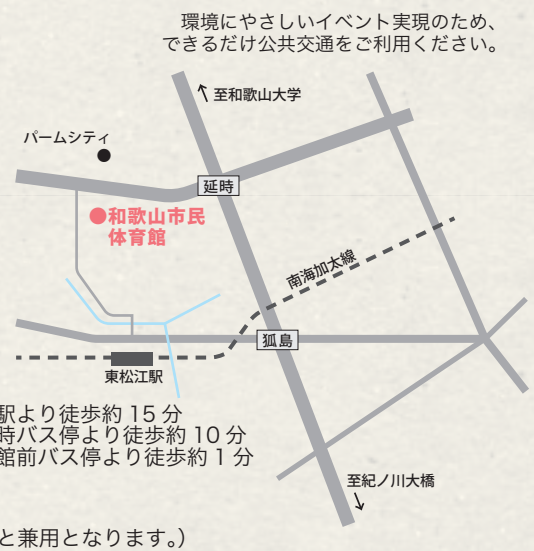 環境にやさしいイベント実現のため、
できるだけ公共交通をご利用ください。
至和歌山大学
パームシティ
延時
●和歌山市民
体育館
南海加太線
狐島
東松江駅
駅より徒歩約 15 分
時バス停より徒歩約 10 分
館前バス停より徒歩約 1 分
至紀ノ川大橋
と兼用となります。）